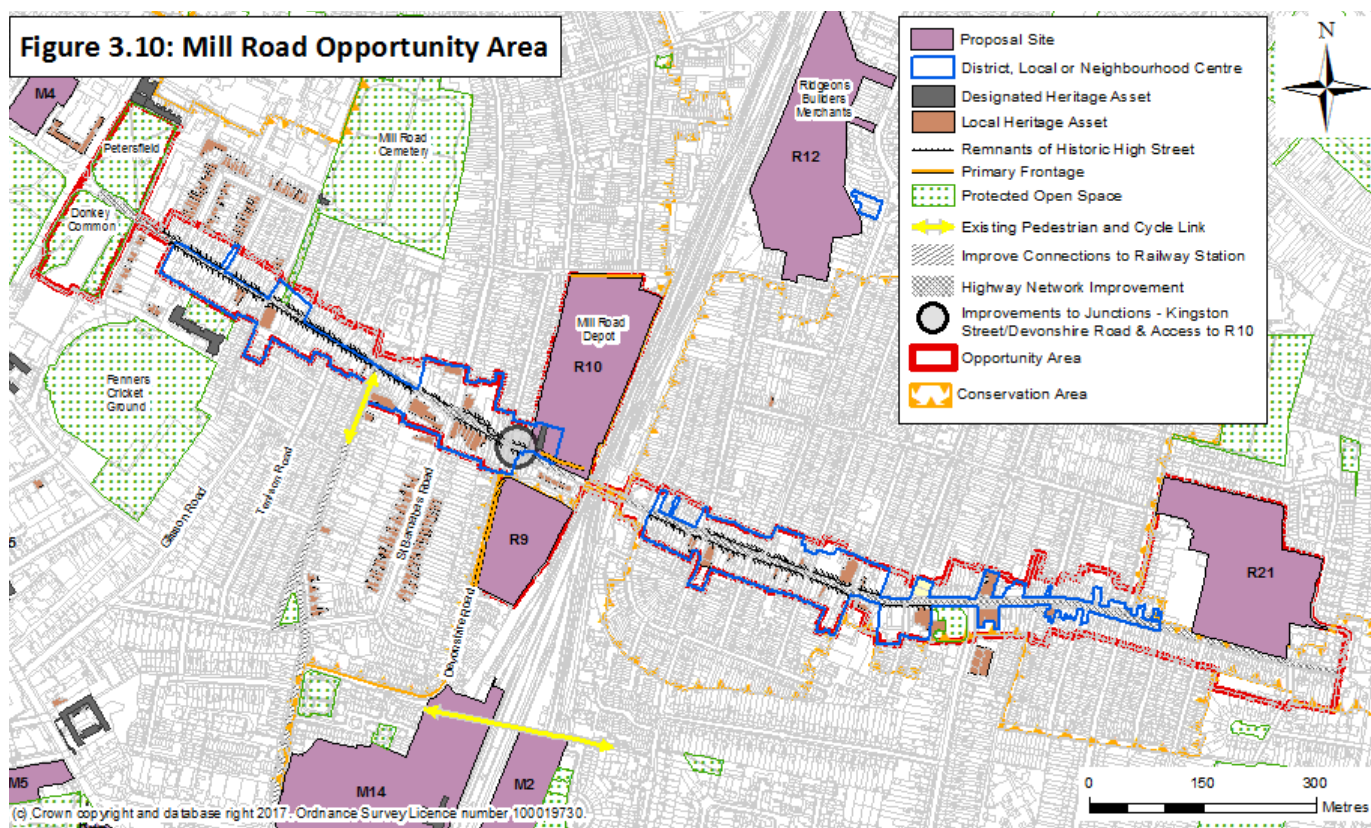 Figure 3.10: Mill Road Opportunity Area
Proposal Site
District, Local or Neighbourhood Centre
Designated Heritage Asset
Local Heritage Asset
Remnants of Historic High Street
Primary Frontage
Protected Open Space
Existing Pedestrian and Cycle Link
Improve Connections to Railway Station
Highway Network Improvement
Improvements to Junctions - Kingston
Street/Devonshire Road & Access to R10
Opportunity Area
Conservation Area
N
M4
Petersfield
Donkey
Common
Mill Road
Cemetery
Ridgeons
Builders
Merchants
R12
Mill Road
Depot
R10
Fenners
Cricket
Ground
Glisson Road
Tenison Road
St Barnabas Road
Devonshire Road
R9
R21
5
M5
M14
M2
0 150 300
Metres
(c) Crown copyright and database right 2017. Ordnance Survey Licence number 100019730.